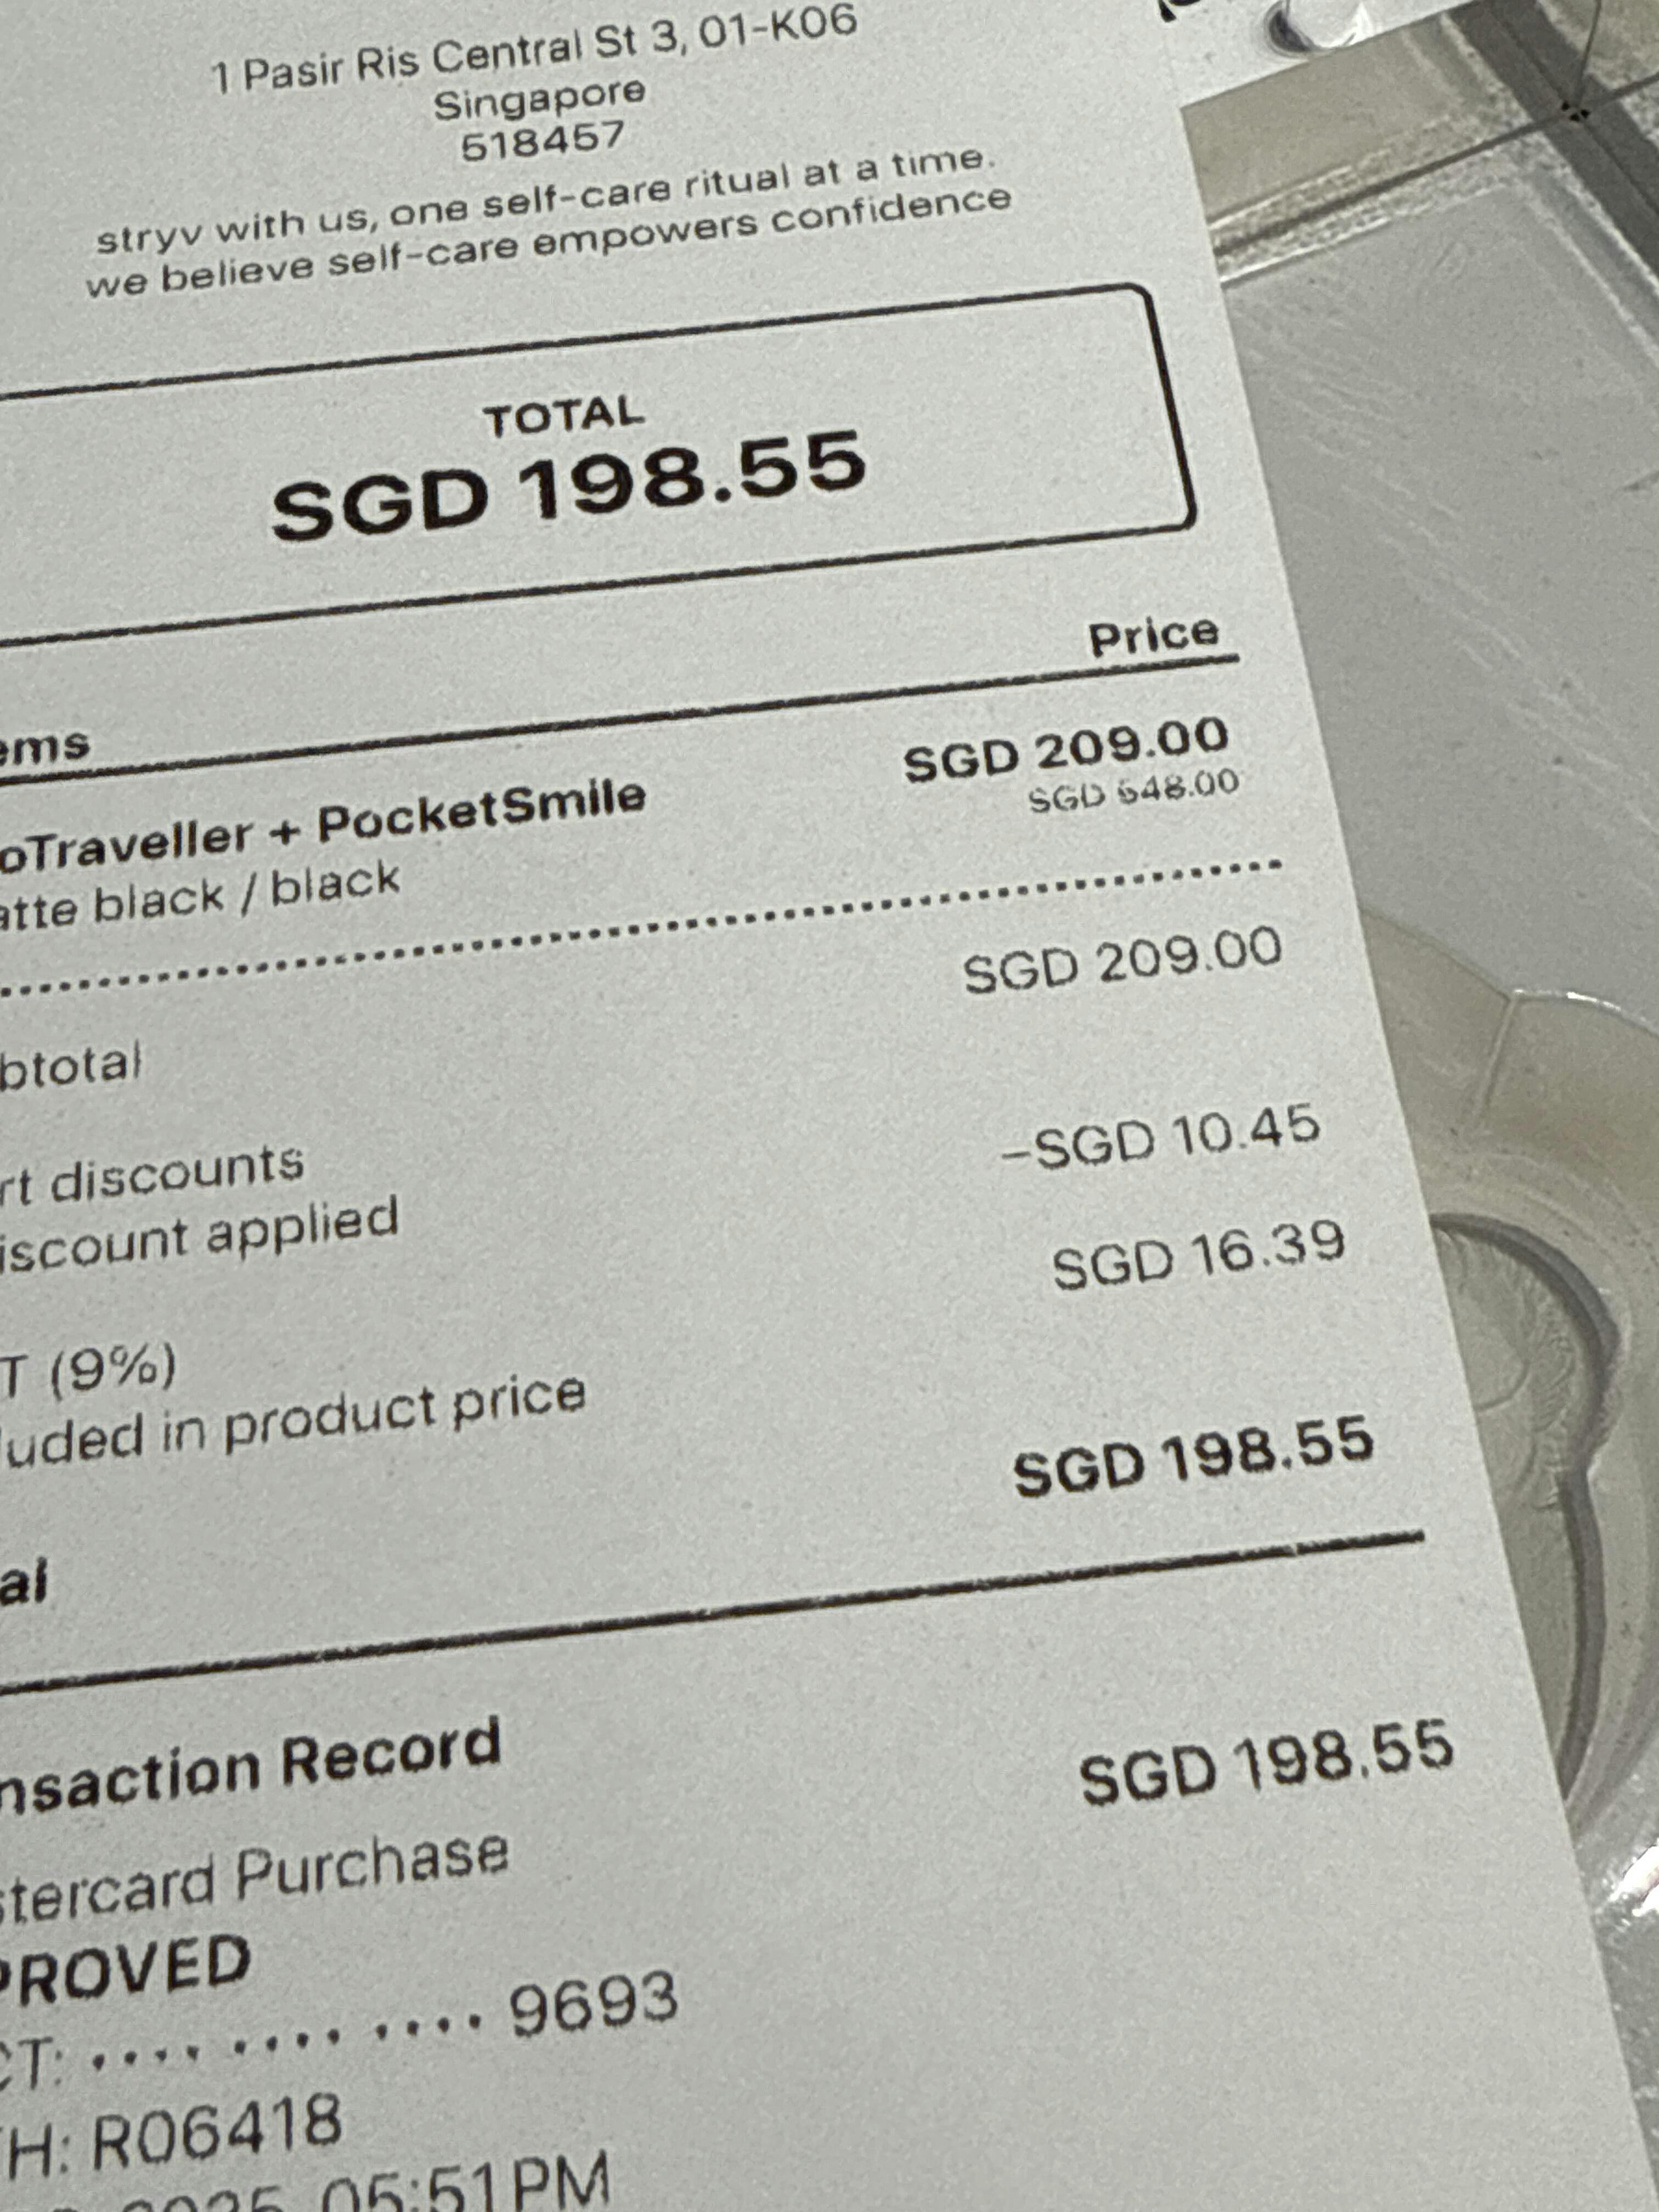 1 Pasir Ris Central St 3, 01-K06
Singapore
518457
stryv with us, one self-care ritual at a time.
we believe self-care empowers confidence
TOTAL
SGD 198.55
Price
ems
SGD 209.00
oTraveller + PocketSmile
SGD 548.00
atte black / black
SGD 209.00
btotal
-SGD 10.45
rt discounts
iscount applied
SGD 16.39
T (9%)
luded in product price
SGD 198.55
al
nsaction Record
SGD 198.55
stercard Purchase
PROVED
CT: .... .... .... 9693
TH: R06418
2025, 05:51PM